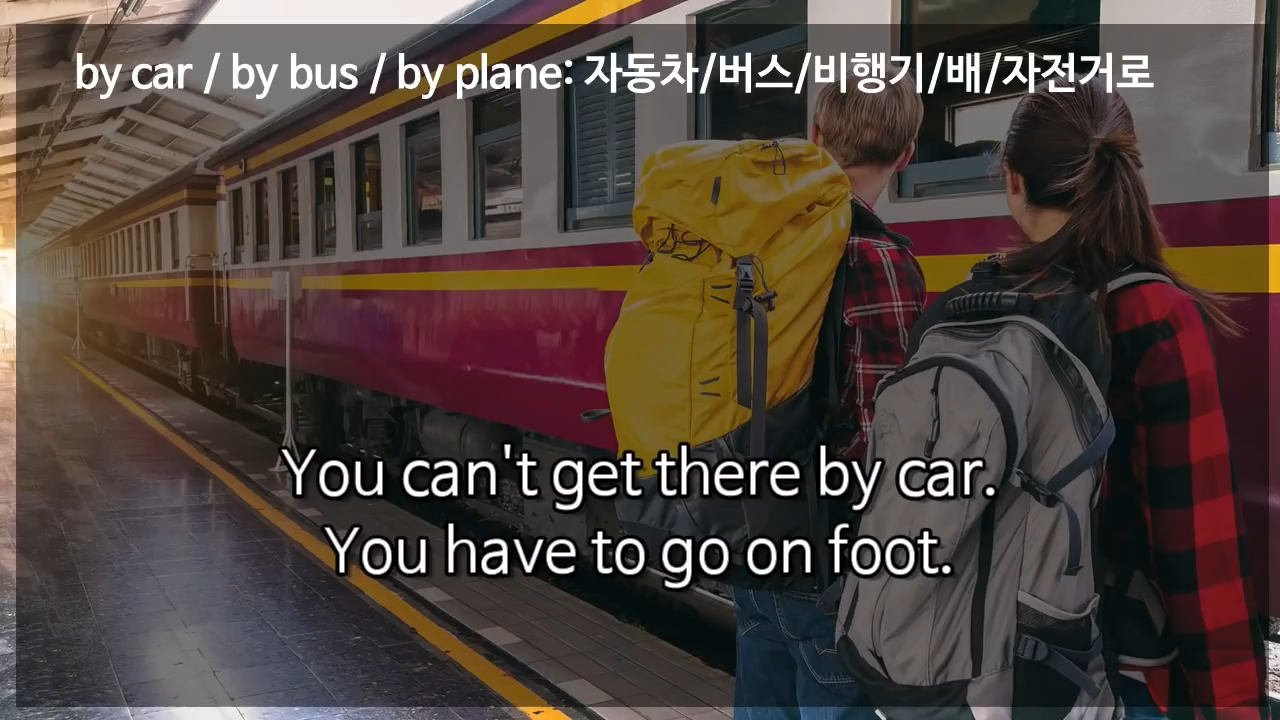 by car / by bus / by plane: 자동차/버스/비행기/배/자전거로
You can't get there by car.
You have to go on foot.